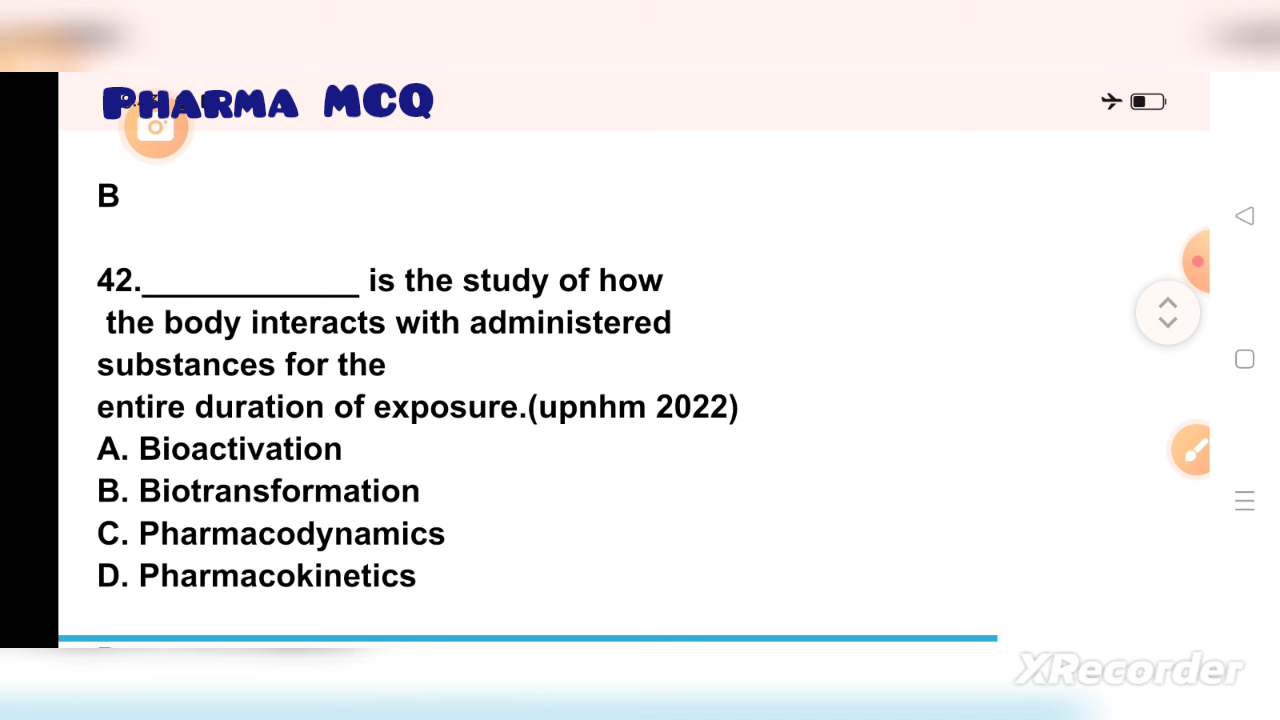 PHARMA MCQ
B
42.____________ is the study of how
the body interacts with administered
substances for the
entire duration of exposure.(upnhm 2022)
A. Bioactivation
B. Biotransformation
C. Pharmacodynamics
D. Pharmacokinetics
XRecorder